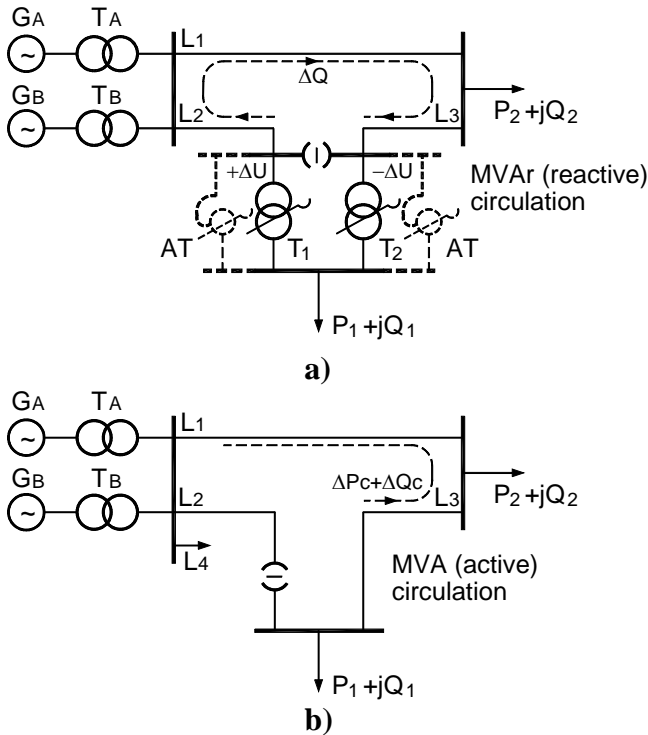 GA TA L1
ΔQ
GB TB L2 L3
P2 +jQ2
+ΔU −ΔU
MVAr (reactive)
circulation
AT T1 T2 AT
P1 +jQ1
a)
GA TA L1
GB TB L2 ΔPc+ΔQc L3
P2 +jQ2
L4
MVA (active)
circulation
P1 +jQ1
b)